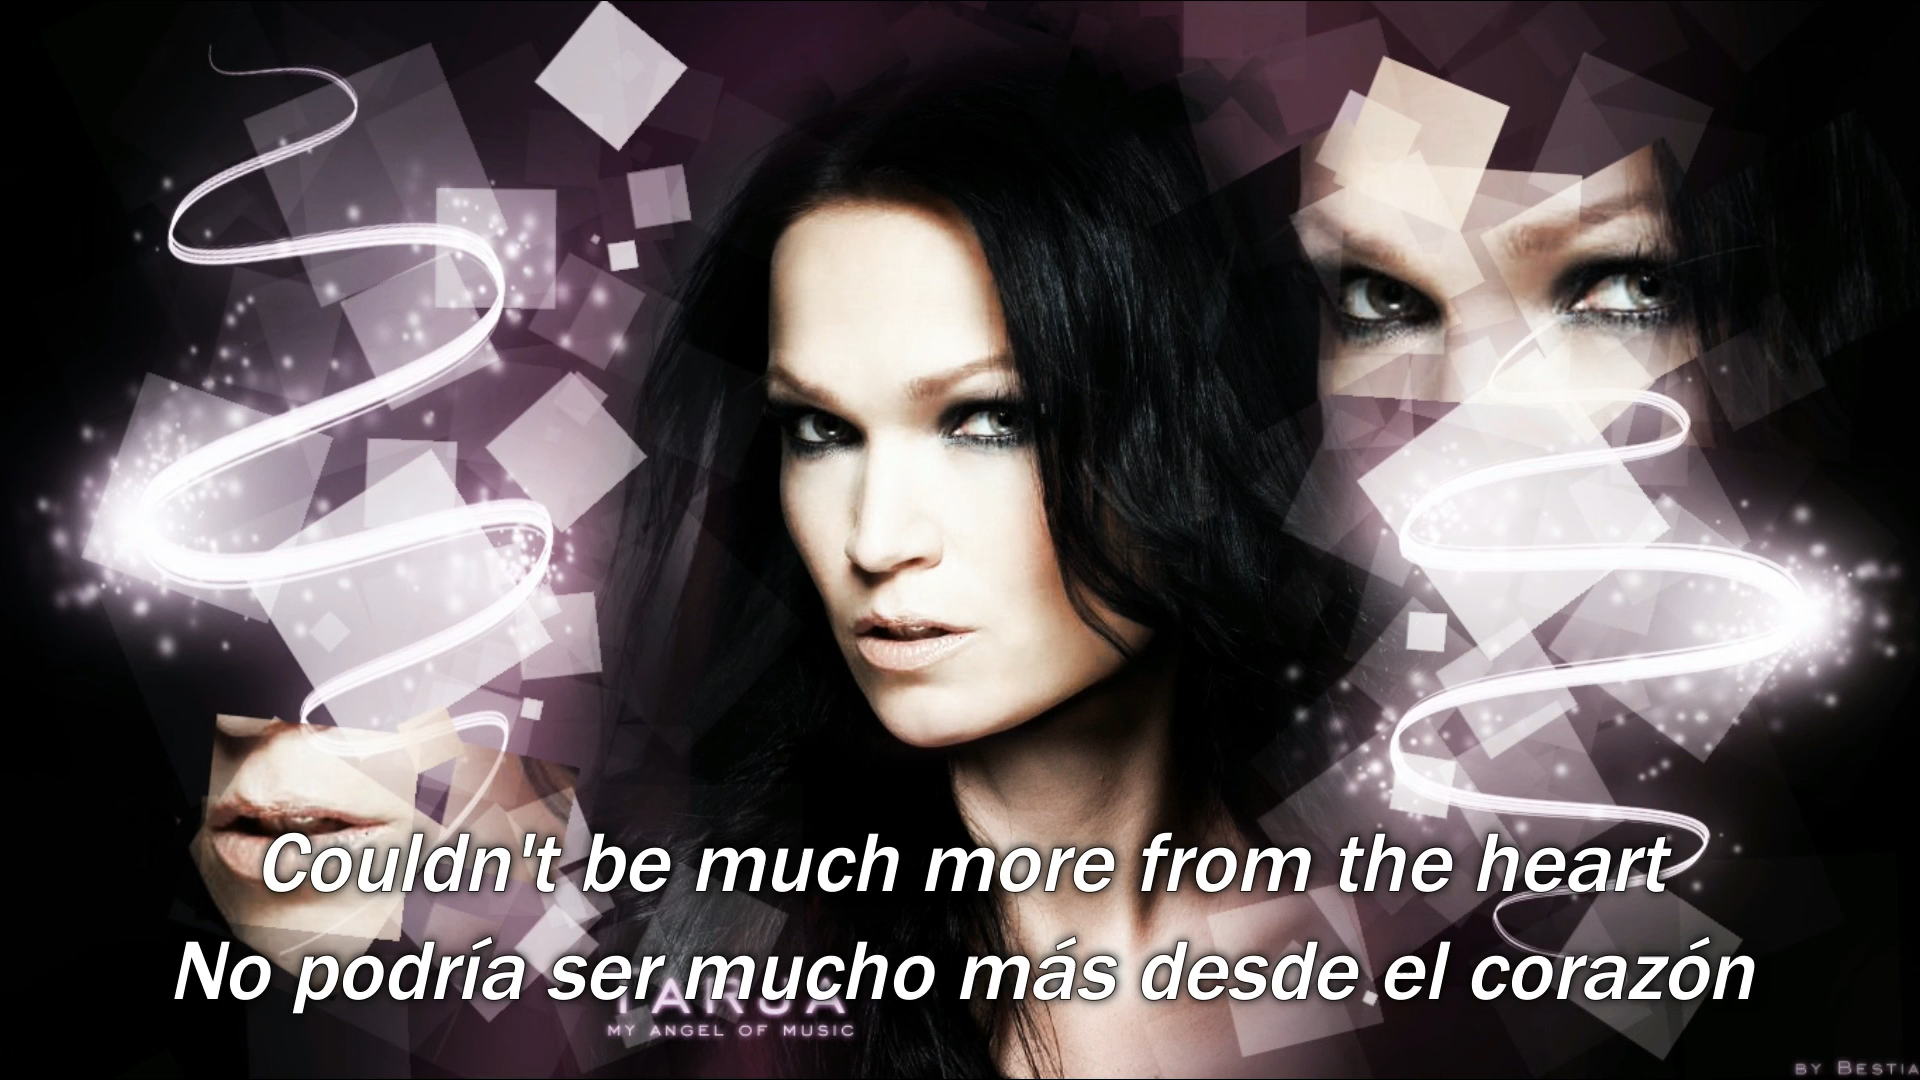 Couldn't be much more from the heart
No podría ser mucho más desde el corazón
TARJA
MY ANGEL OF MUSIC
BY BESTIA